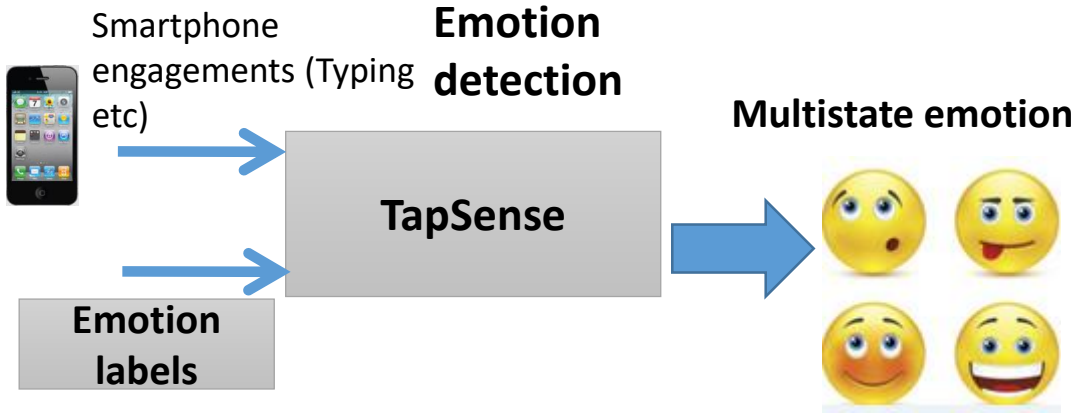 Smartphone
engagements (Typing
etc)
Emotion
detection
Multistate emotion
TapSense
Emotion
labels